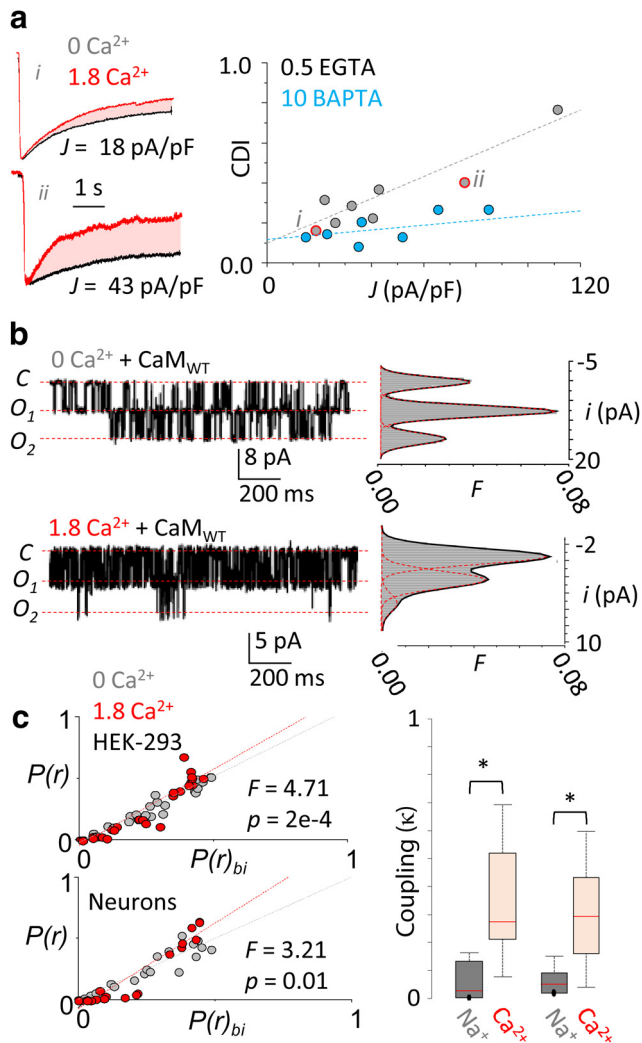 a
0 Ca²⁺
1.8 Ca²⁺
i
J = 18 pA/pF
ii
1 s
J = 43 pA/pF
0.5 EGTA
10 BAPTA
1.0
CDI
0.0
i
ii
0
J (pA/pF)
120
b
0 Ca²⁺ + CaM_WT
C
O₁
O₂
8 pA
200 ms
-5
i (pA)
20
0.00
F
0.08
1.8 Ca²⁺ + CaM_WT
C
O₁
O₂
5 pA
200 ms
-2
i (pA)
10
0.00
F
0.08
c
0 Ca²⁺
1.8 Ca²⁺
HEK-293
1
P(r)
0
F = 4.71
p = 2e-4
0
P(r)bi
1
Neurons
1
P(r)
0
F = 3.21
p = 0.01
0
P(r)bi
1
1
Coupling (κ)
0
*
*
Na⁺
Ca²⁺
Na⁺
Ca²⁺